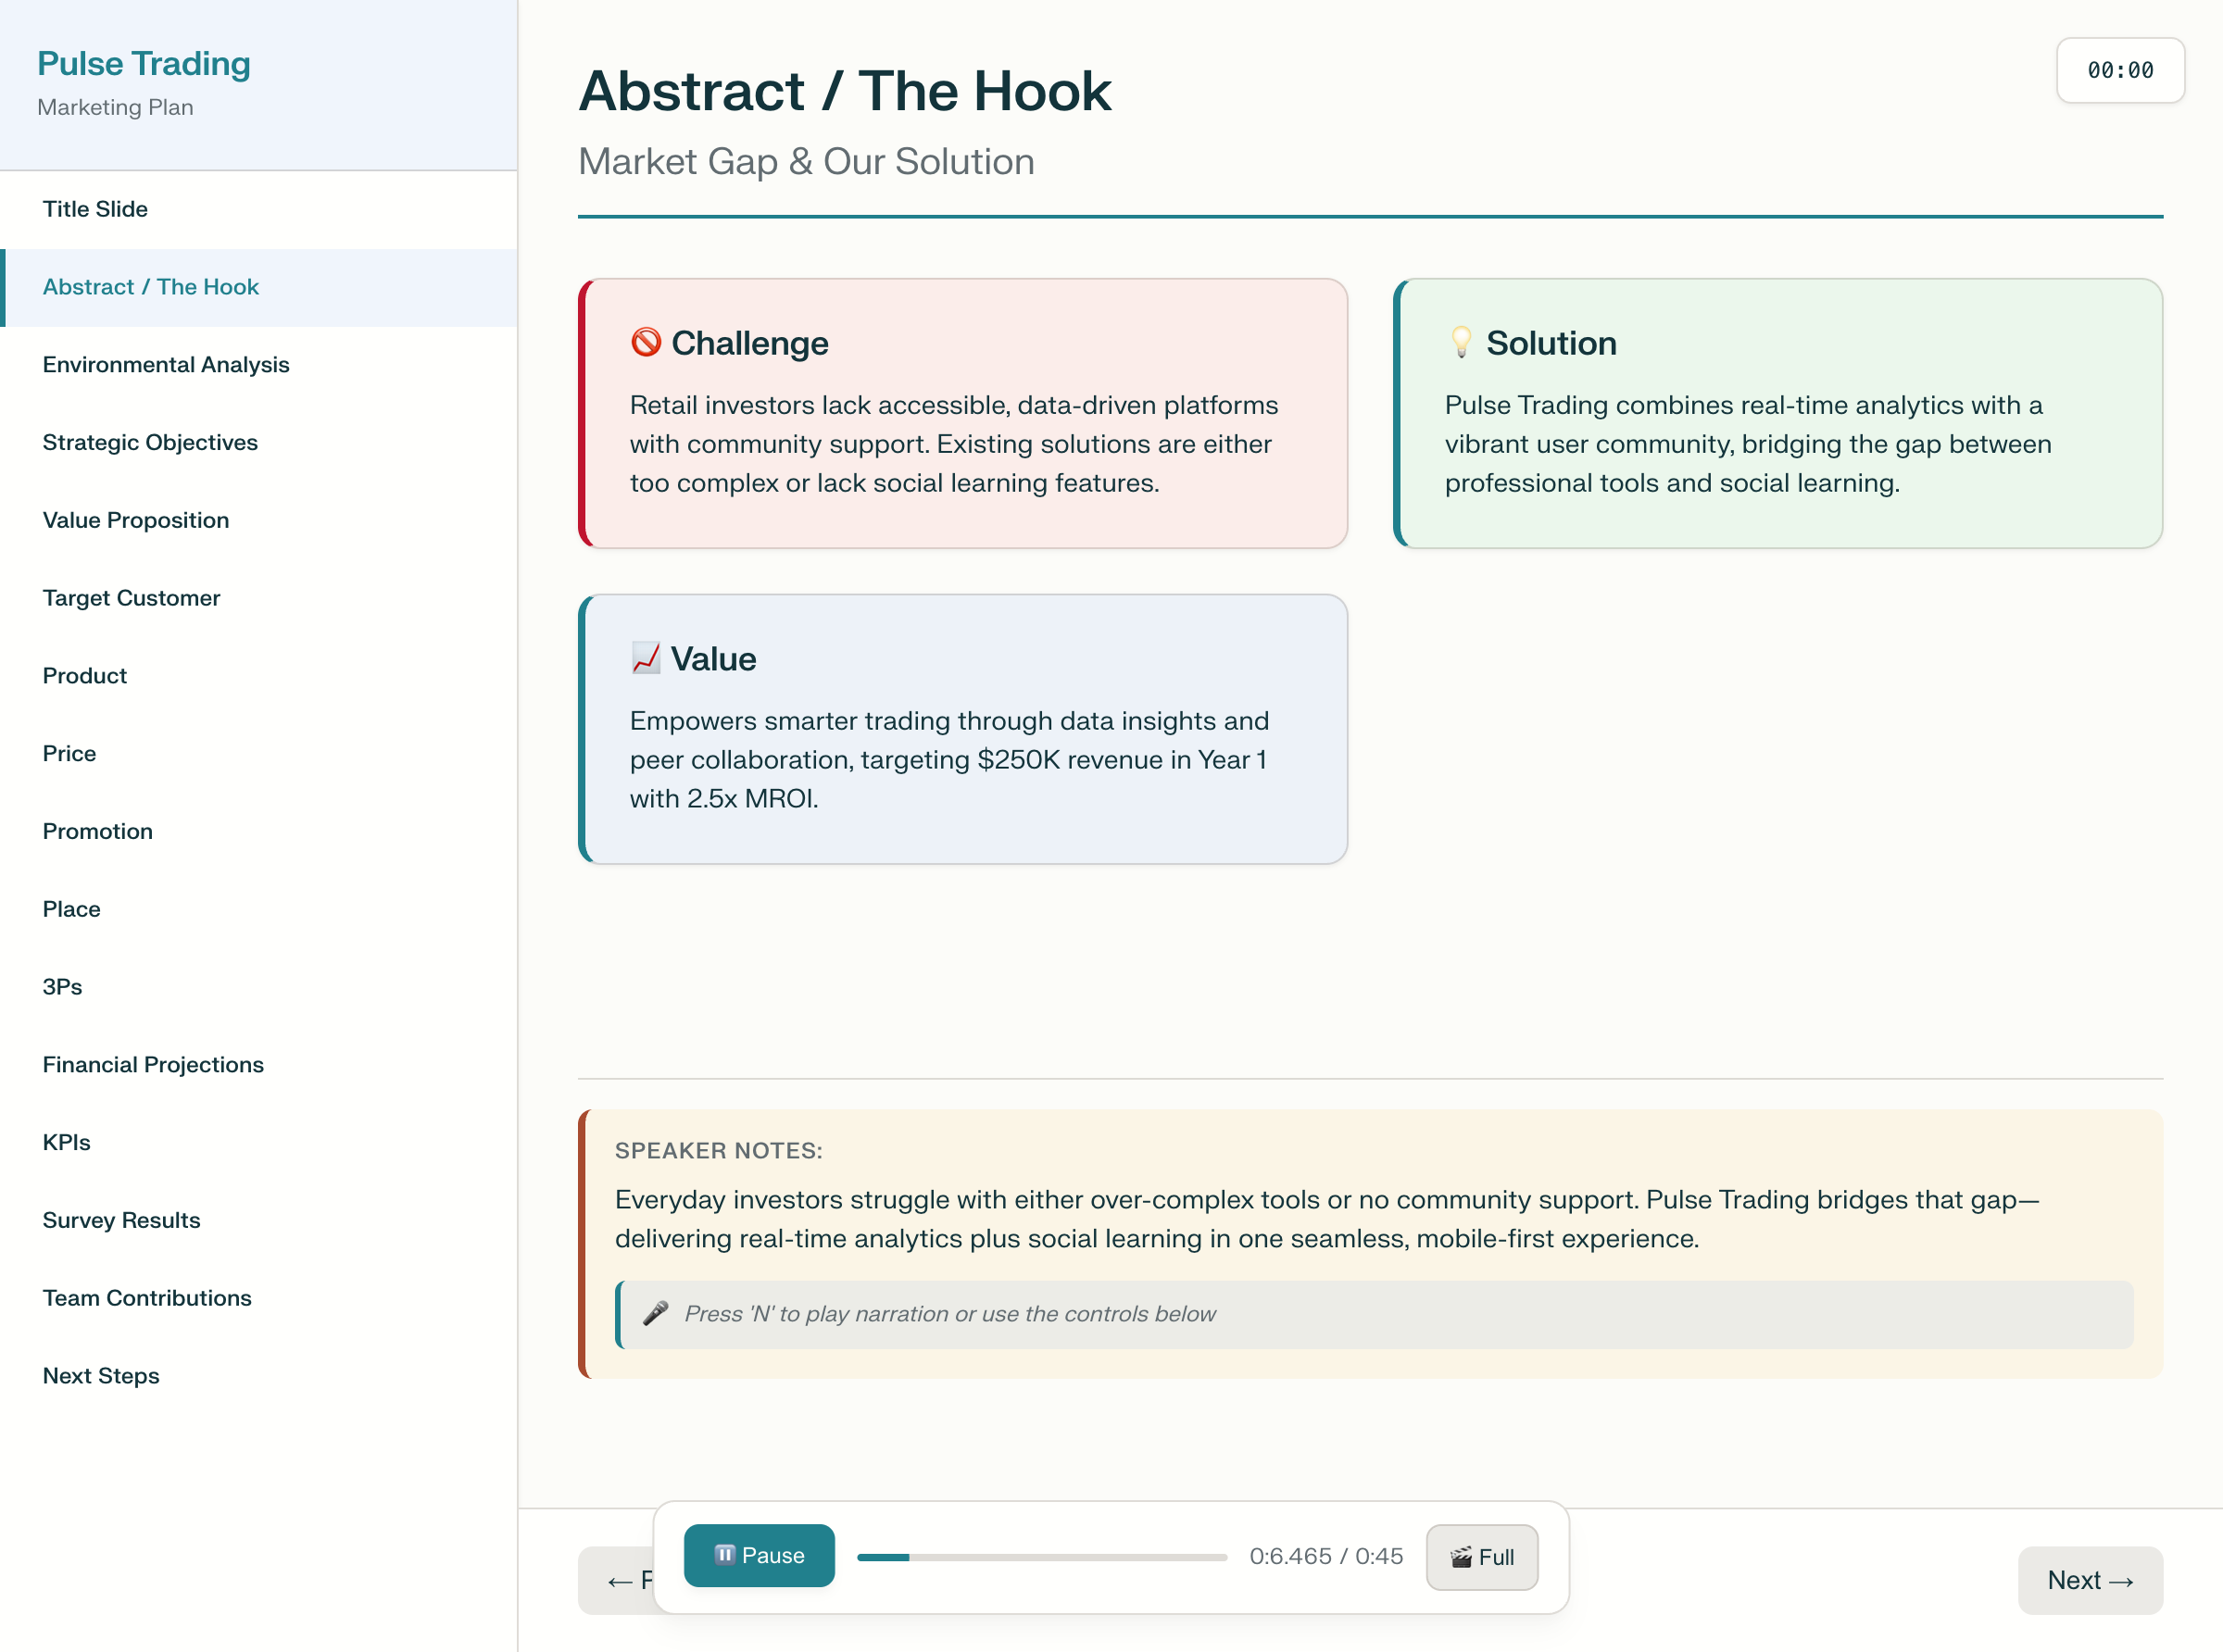 Pulse Trading
Marketing Plan
Title Slide
Abstract / The Hook
Environmental Analysis
Strategic Objectives
Value Proposition
Target Customer
Product
Price
Promotion
Place
3Ps
Financial Projections
KPIs
Survey Results
Team Contributions
Next Steps
00:00
Abstract / The Hook
Market Gap & Our Solution
Challenge
Retail investors lack accessible, data-driven platforms
with community support. Existing solutions are either
too complex or lack social learning features.
Solution
Pulse Trading combines real-time analytics with a
vibrant user community, bridging the gap between
professional tools and social learning.
Value
Empowers smarter trading through data insights and
peer collaboration, targeting $250K revenue in Year 1
with 2.5x MROI.
SPEAKER NOTES:
Everyday investors struggle with either over-complex tools or no community support. Pulse Trading bridges that gap—
delivering real-time analytics plus social learning in one seamless, mobile-first experience.
Press 'N' to play narration or use the controls below
←
Pause
0:6.465 / 0:45
Full
Next →